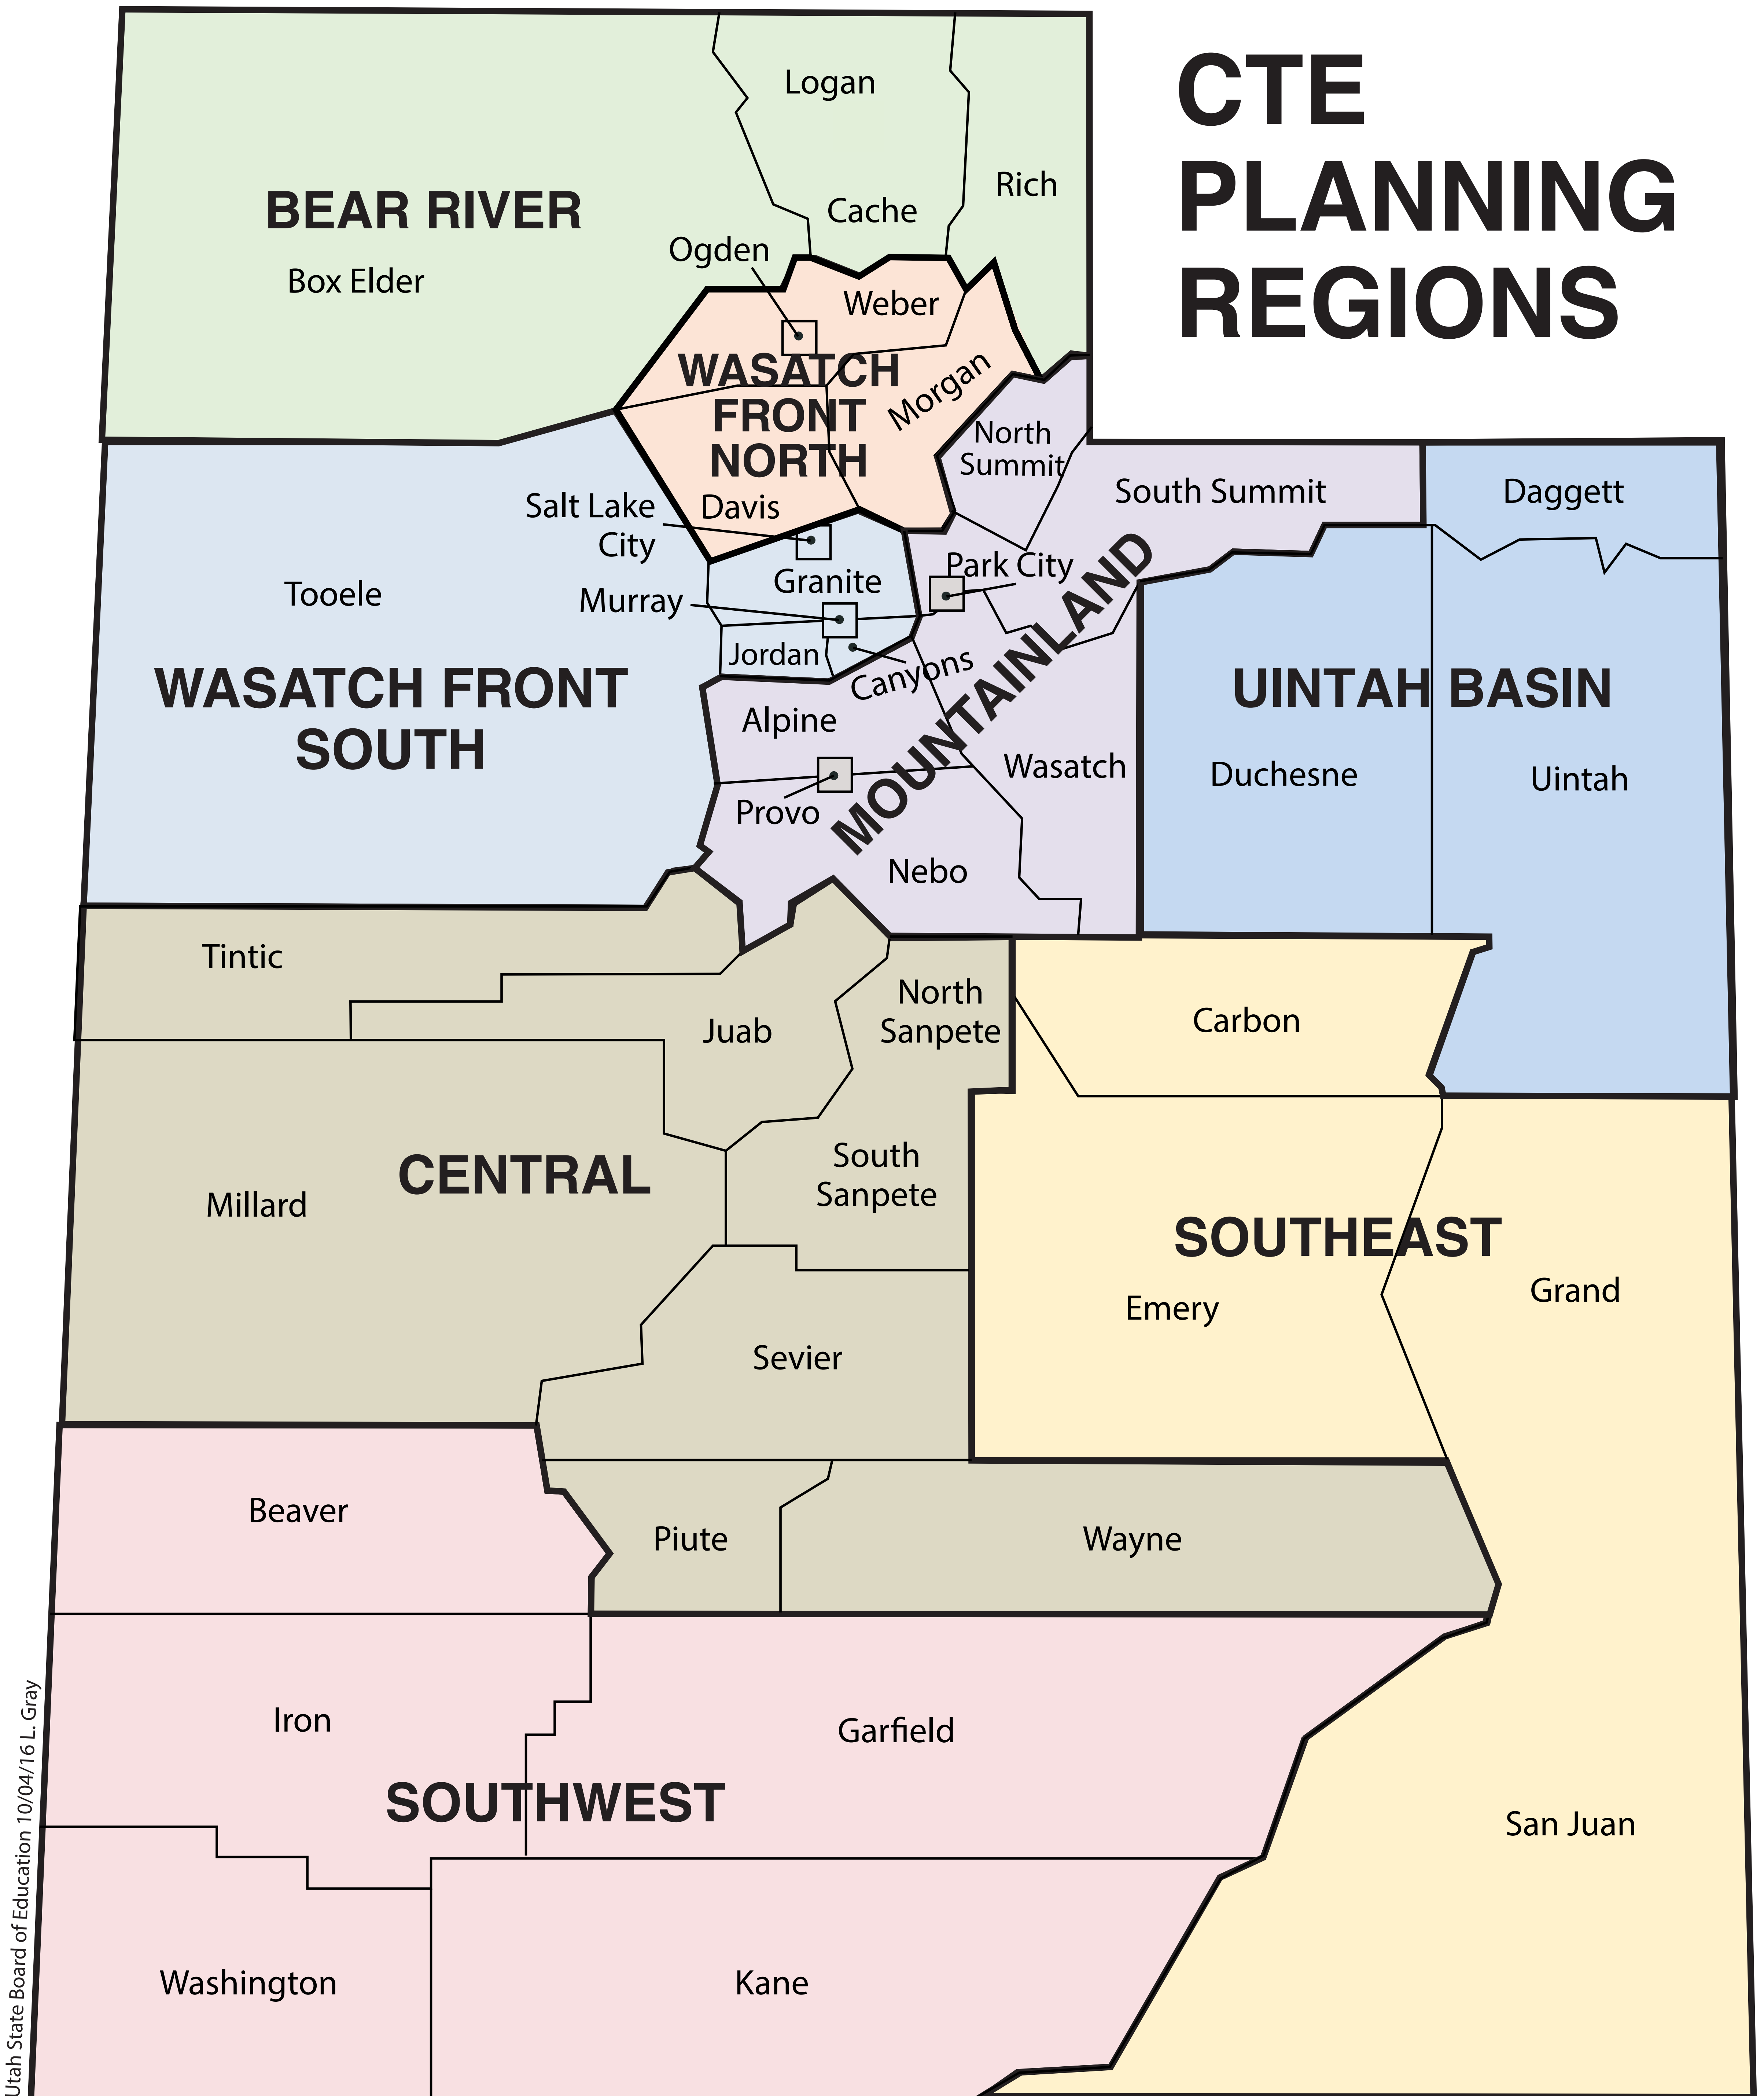 CTE
PLANNING
REGIONS
Logan
Rich
BEAR RIVER
Cache
Ogden
Box Elder
Weber
WASATCH
FRONT
NORTH
Morgan
North
Summit
South Summit
Daggett
Salt Lake
City
Davis
Park City
Granite
Tooele
Murray
Jordan
Canyons
WASATCH FRONT
SOUTH
MOUNTAINLAND
UINTAH BASIN
Alpine
Wasatch
Duchesne
Uintah
Provo
Nebo
Tintic
North
Sanpete
Juab
Carbon
CENTRAL
South
Sanpete
Millard
SOUTHEAST
Grand
Emery
Sevier
Beaver
Piute
Wayne
Iron
Garfield
SOUTHWEST
San Juan
Washington
Kane
Utah State Board of Education 10/04/16 L. Gray